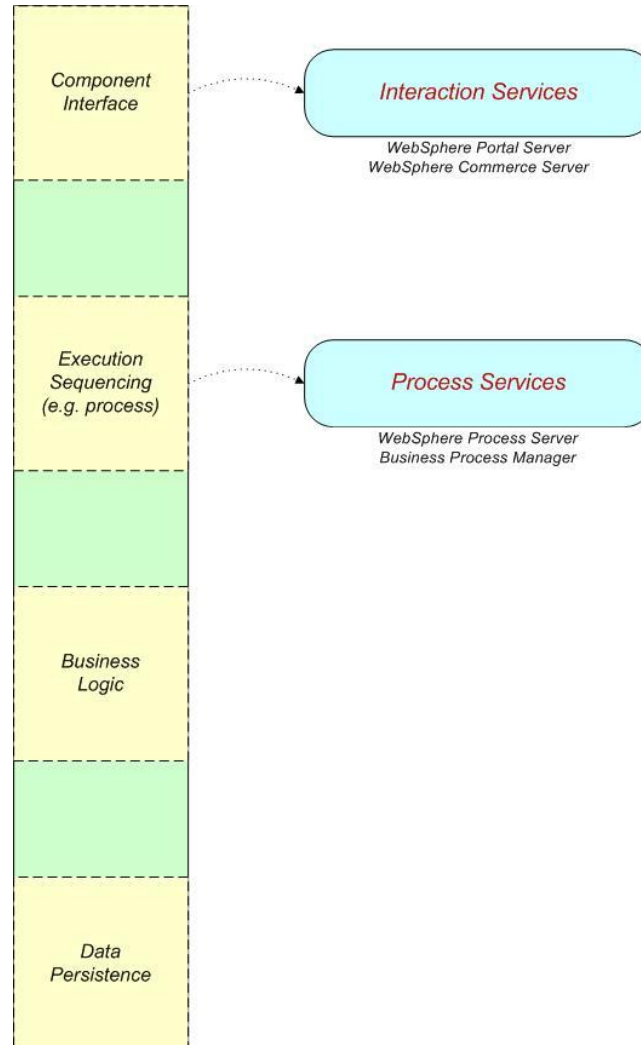 Component
Interface
Interaction Services
WebSphere Portal Server
WebSphere Commerce Server
Execution
Sequencing
(e.g. process)
Process Services
WebSphere Process Server
Business Process Manager
Business
Logic
Data
Persistence